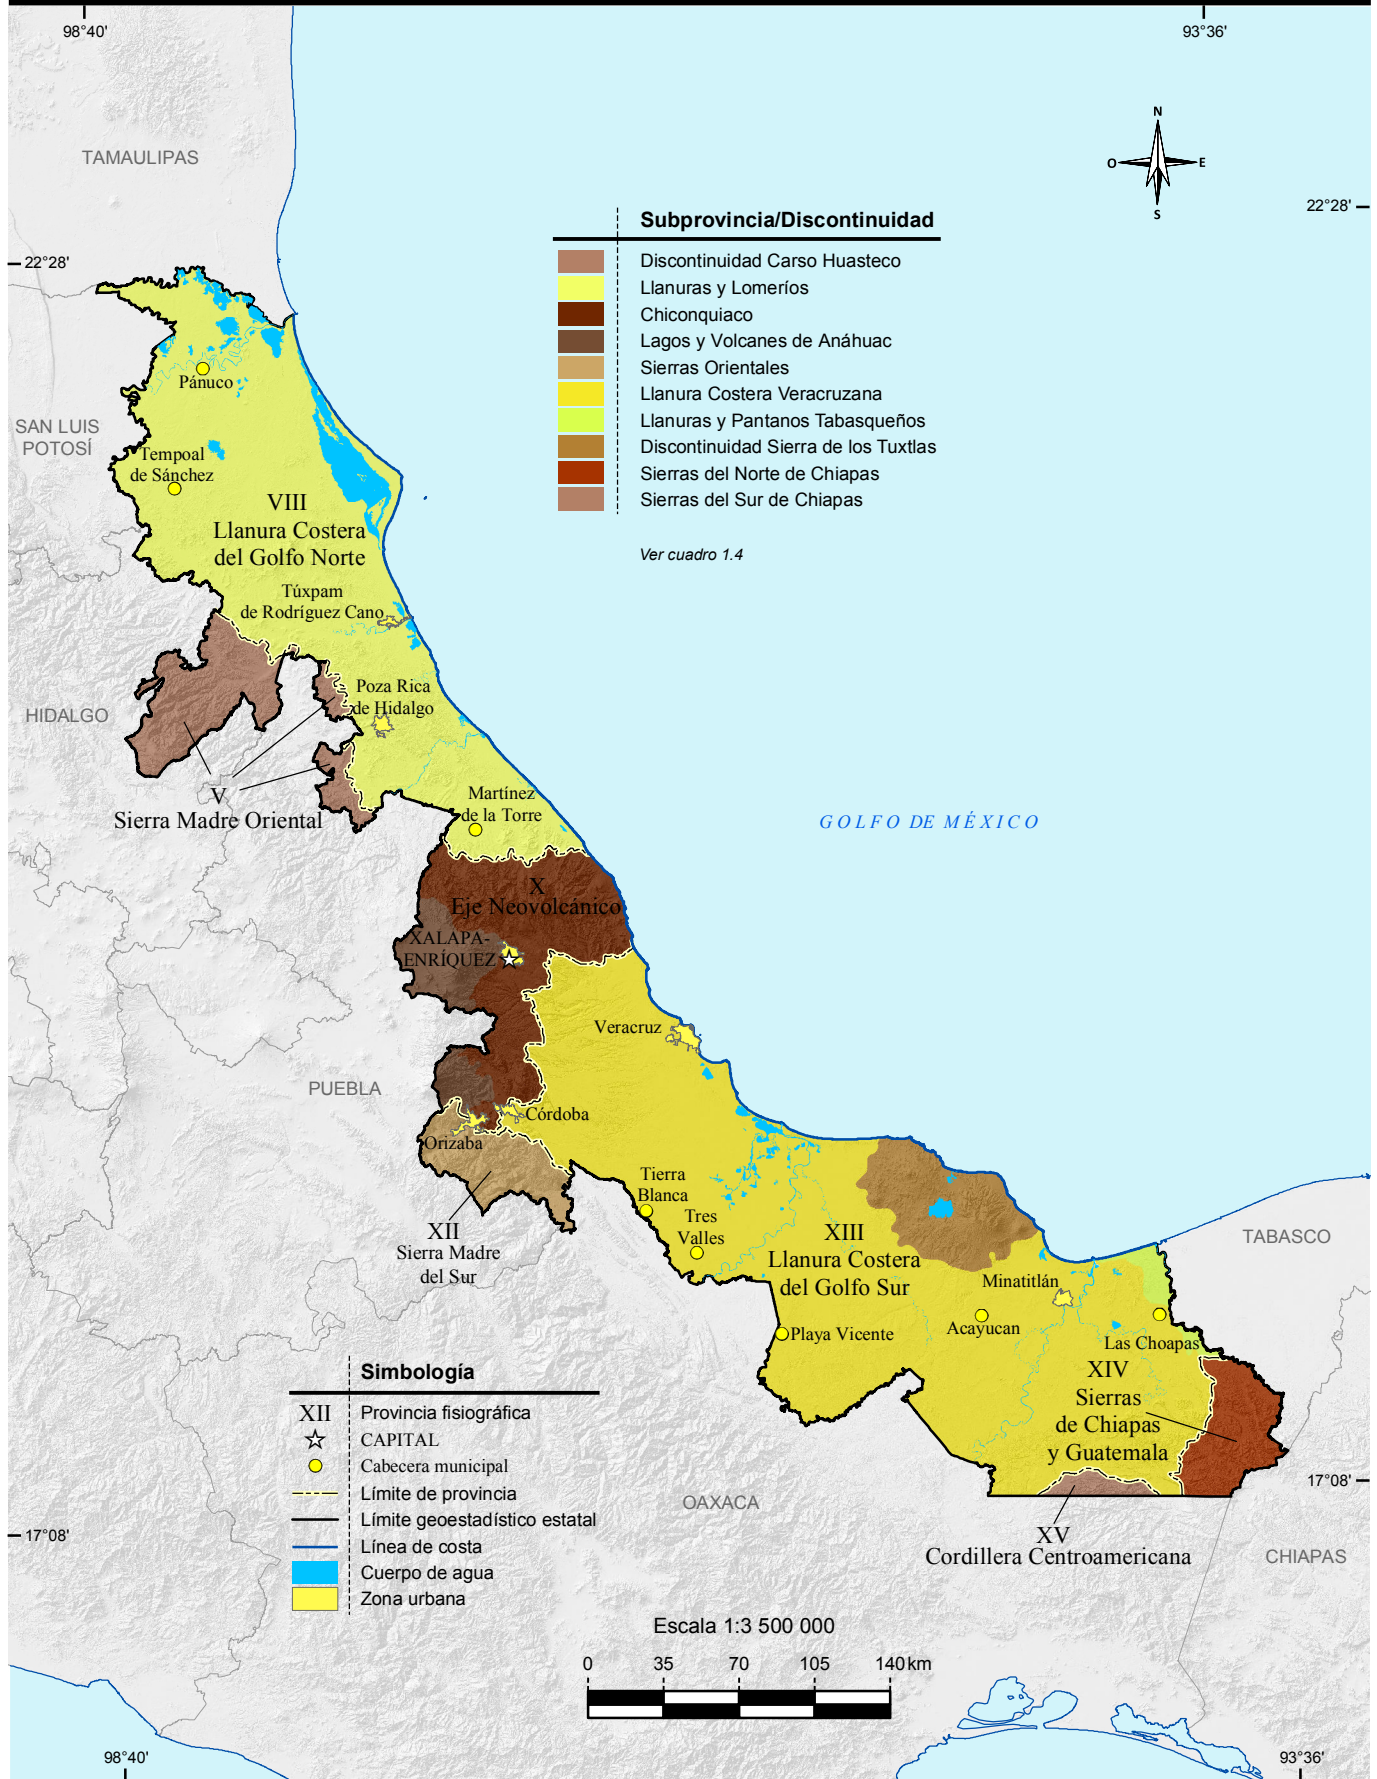 98°40'
93°36'
TAMAULIPAS
N
O
E
S
22°28'
22°28'
Subprovincia/Discontinuidad
Discontinuidad Carso Huasteco
Llanuras y Lomeríos
Chiconquiaco
Lagos y Volcanes de Anáhuac
Sierras Orientales
Llanura Costera Veracruzana
Llanuras y Pantanos Tabasqueños
Discontinuidad Sierra de los Tuxtlas
Sierras del Norte de Chiapas
Sierras del Sur de Chiapas
Ver cuadro 1.4
Pánuco
SAN LUIS
POTOSÍ
Tempoal
de Sánchez
VIII
Llanura Costera
del Golfo Norte
Túxpam
de Rodríguez Cano
Poza Rica
de Hidalgo
HIDALGO
V
Sierra Madre Oriental
Martínez
de la Torre
GOLFO DE MÉXICO
X
Eje Neovolcánico
XALAPA-
ENRÍQUEZ
Veracruz
PUEBLA
Córdoba
Orizaba
Tierra
Blanca
Tres
Valles
XII
Sierra Madre
del Sur
XIII
Llanura Costera
del Golfo Sur
TABASCO
Minatitlán
Acayucan
Playa Vicente
Las Choapas
XIV
Sierras
de Chiapas
y Guatemala
Simbología
XII Provincia fisiográfica
CAPITAL
Cabecera municipal
Límite de provincia
Límite geoestadístico estatal
Línea de costa
Cuerpo de agua
Zona urbana
17°08'
17°08'
OAXACA
XV
Cordillera Centroamericana
CHIAPAS
Escala 1:3 500 000
0 35 70 105 140 km
98°40'
93°36'